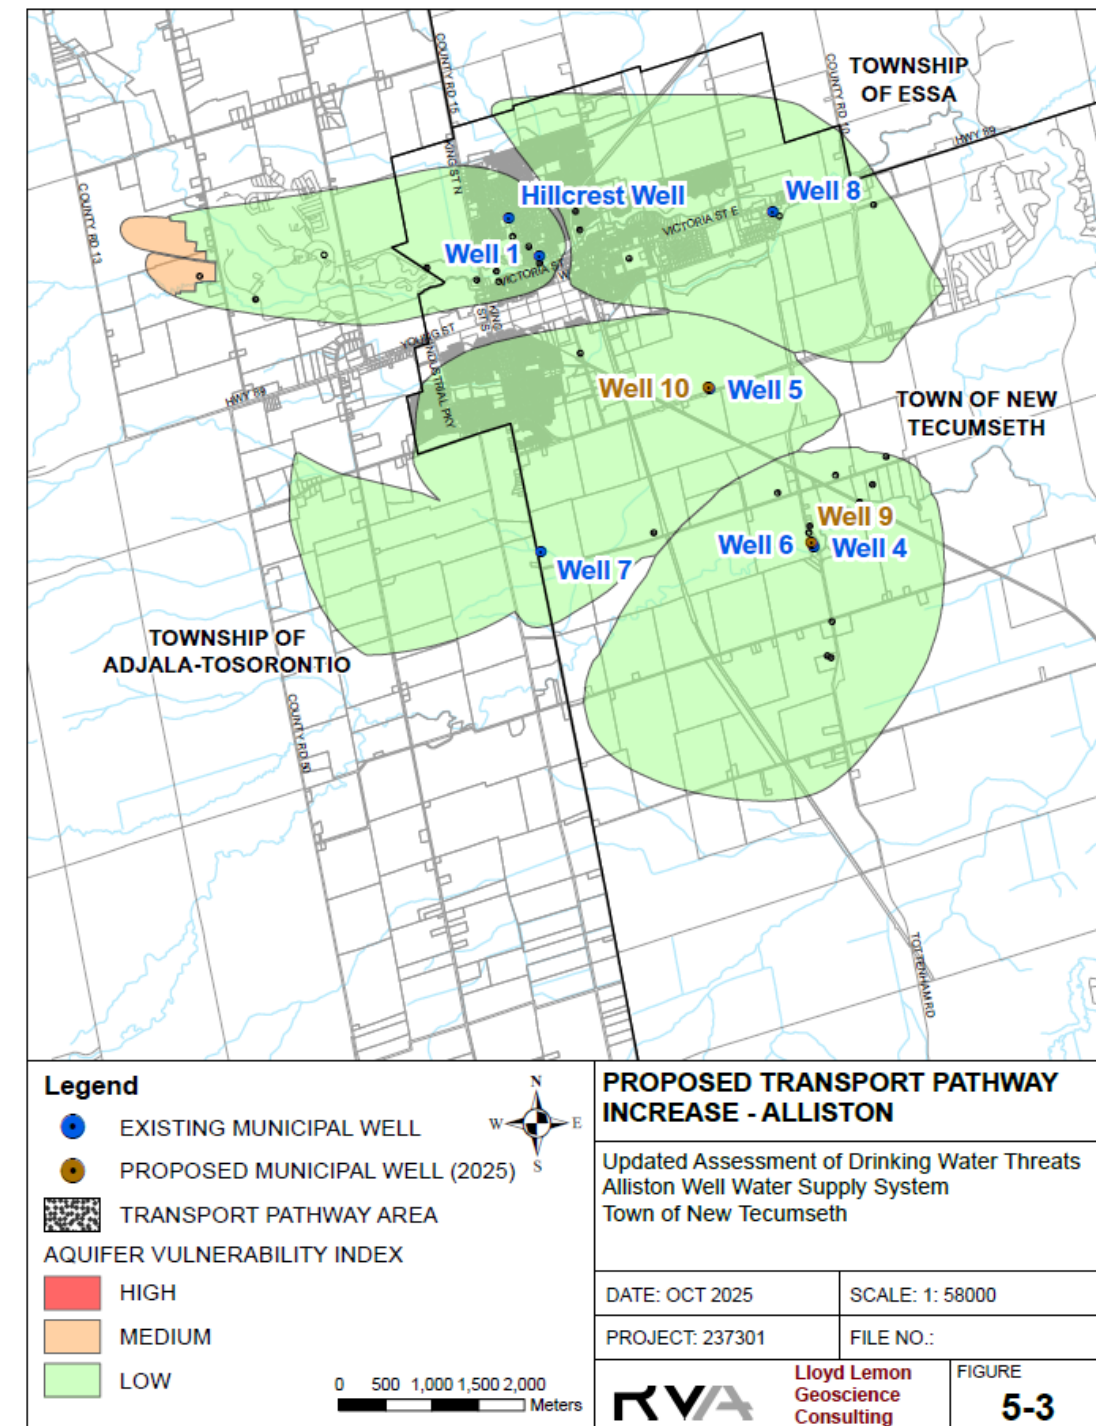 COUNTY RD 15
TOWNSHIP
OF ESSA
COUNTY RD 10
HWY 89
KING ST N
COUNTY RD 13
Hillcrest Well
Well 8
VICTORIA ST E
Well 1
VICTORIA ST
W
KING
ST S
YOUNG ST
INDUSTRIAL PKY
HWY 89
Well 10
Well 5
TOWN OF NEW
TECUMSETH
Well 9
Well 6
Well 4
Well 7
TOWNSHIP OF
ADJALA-TOSORONTIO
COUNTY RD 50
TOTTENHAM RD
Legend
N
W
E
S
EXISTING MUNICIPAL WELL
PROPOSED MUNICIPAL WELL (2025)
TRANSPORT PATHWAY AREA
AQUIFER VULNERABILITY INDEX
HIGH
MEDIUM
LOW
0 500 1,000 1,500 2,000
Meters
PROPOSED TRANSPORT PATHWAY
INCREASE - ALLISTON
Updated Assessment of Drinking Water Threats
Alliston Well Water Supply System
Town of New Tecumseth
DATE: OCT 2025
SCALE: 1: 58000
PROJECT: 237301
FILE NO.:
RVA
Lloyd Lemon
Geoscience
Consulting
FIGURE
5-3